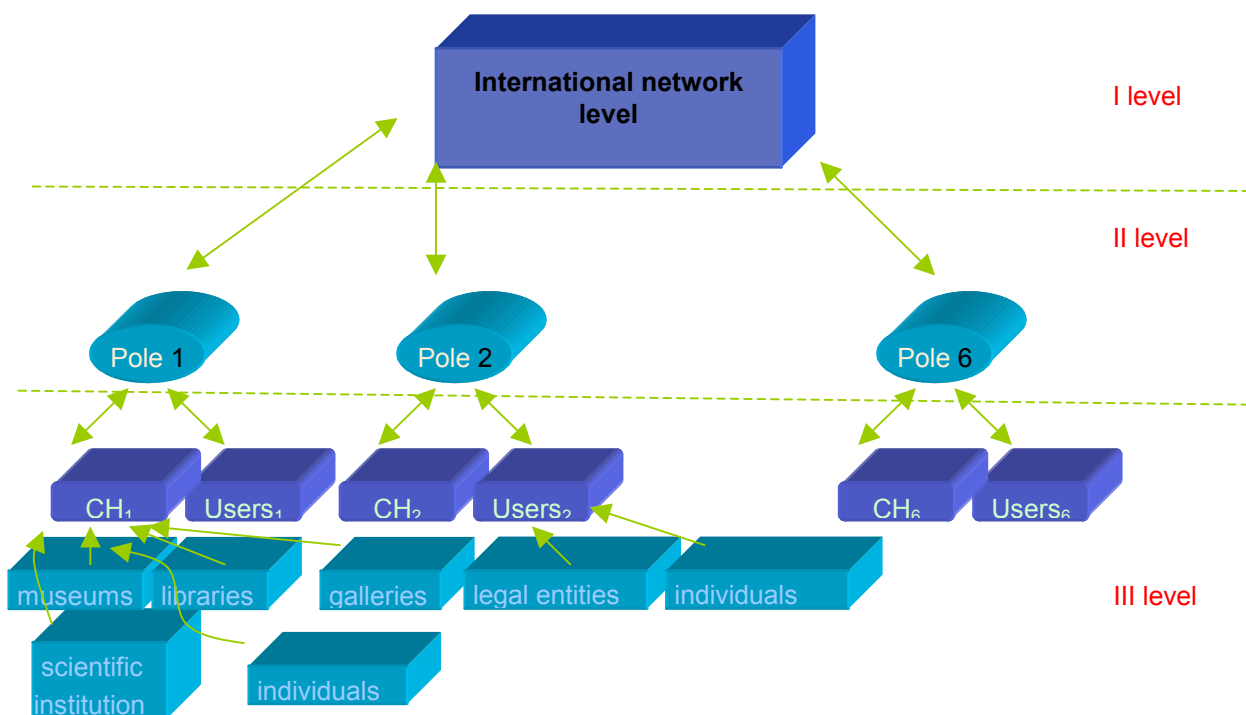 International network
level
I level
II level
Pole 1
Pole 2
Pole 6
CH₁
Users₁
CH₂
Users₂
CH₆
Users₆
museums
libraries
galleries
legal entities
individuals
III level
scientific
institution
individuals